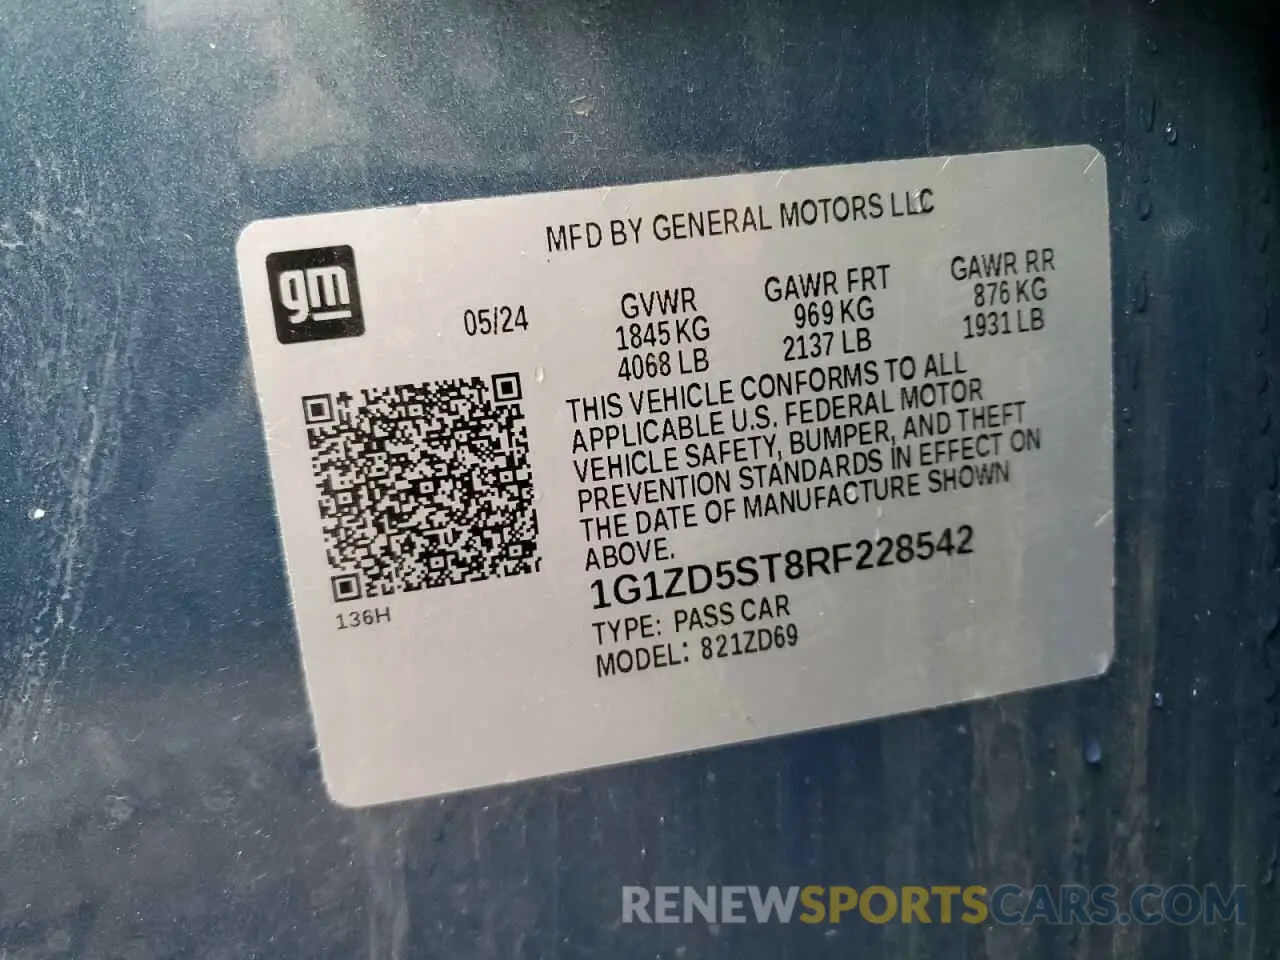 MFD BY GENERAL MOTORS LLC
gm
05/24
GVWR
1845 KG
4068 LB
GAWR FRT
969 KG
2137 LB
GAWR RR
876 KG
1931 LB
THIS VEHICLE CONFORMS TO ALL
APPLICABLE U.S. FEDERAL MOTOR
VEHICLE SAFETY, BUMPER, AND THEFT
PREVENTION STANDARDS IN EFFECT ON
THE DATE OF MANUFACTURE SHOWN
ABOVE.
1G1ZD5ST8RF228542
TYPE: PASS CAR
MODEL: 821ZD69
136H
RENEWSPORTSCARS.COM